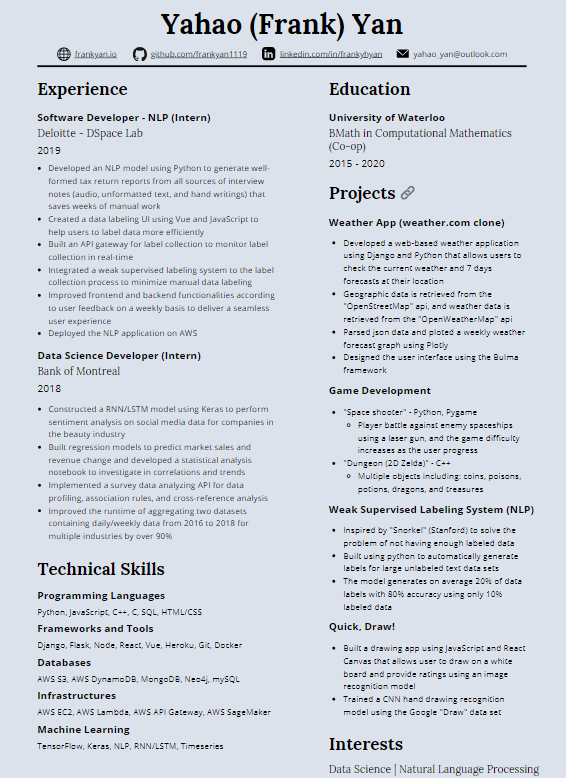 Yahao (Frank) Yan
frankyan.io
github.com/frankyan1119
linkedin.com/in/frankyhyan
yahao_yan@outlook.com
Experience
Software Developer - NLP (Intern)
Deloitte - DSpace Lab
2019
• Developed an NLP model using Python to generate well-
formed tax return reports from all sources of interview
notes (audio, unformatted text, and hand writings) that
saves weeks of manual work
• Created a data labeling UI using Vue and JavaScript to
help users to label data more efficiently
• Built an API gateway for label collection to monitor label
collection in real-time
• Integrated a weak supervised labeling system to the label
collection process to minimize manual data labeling
• Improved frontend and backend functionalities according
to user feedback on a weekly basis to deliver a seamless
user experience
• Deployed the NLP application on AWS
Data Science Developer (Intern)
Bank of Montreal
2018
• Constructed a RNN/LSTM model using Keras to perform
sentiment analysis on social media data for companies in
the beauty industry
• Built regression models to predict market sales and
revenue change and developed a statistical analysis
notebook to investigate in correlations and trends
• Implemented a survey data analyzing API for data
profiling, association rules, and cross-reference analysis
• Improved the runtime of aggregating two datasets
containing daily/weekly data from 2016 to 2018 for
multiple industries by over 90%
Technical Skills
Programming Languages
Python, JavaScript, C++, C, SQL, HTML/CSS
Frameworks and Tools
Django, Flask, Node, React, Vue, Heroku, Git, Docker
Databases
AWS S3, AWS DynamoDB, MongoDB, Neo4j, mySQL
Infrastructures
AWS EC2, AWS Lambda, AWS API Gateway, AWS SageMaker
Machine Learning
TensorFlow, Keras, NLP, RNN/LSTM, Timeseries
Education
University of Waterloo
BMath in Computational Mathematics
(Co-op)
2015 - 2020
Projects
Weather App (weather.com clone)
• Developed a web-based weather application
using Django and Python that allows users to
check the current weather and 7 days
forecasts at their location
• Geographic data is retrieved from the
"OpenStreetMap" api, and weather data is
retrieved from the "OpenWeatherMap" api
• Parsed json data and ploted a weekly weather
forecast graph using Plotly
• Designed the user interface using the Bulma
framework
Game Development
• "Space shooter" - Python, Pygame
◦ Player battle against enemy spaceships
using a laser gun, and the game difficulty
increases as the user progress
• "Dungeon (2D Zelda)" - C++
◦ Multiple objects including: coins, poisons,
potions, dragons, and treasures
Weak Supervised Labeling System (NLP)
• Inspired by "Snorkel" (Stanford) to solve the
problem of not having enough labeled data
• Built using python to automatically generate
labels for large unlabeled text data sets
• The model generates on average 20% of data
labels with 80% accuracy using only 10%
labeled data
Quick, Draw!
• Built a drawing app using JavaScript and React
Canvas that allows user to draw on a white
board and provide ratings using an image
recognition model
• Trained a CNN hand drawing recognition
model using the Google "Draw" data set
Interests
Data Science | Natural Language Processing